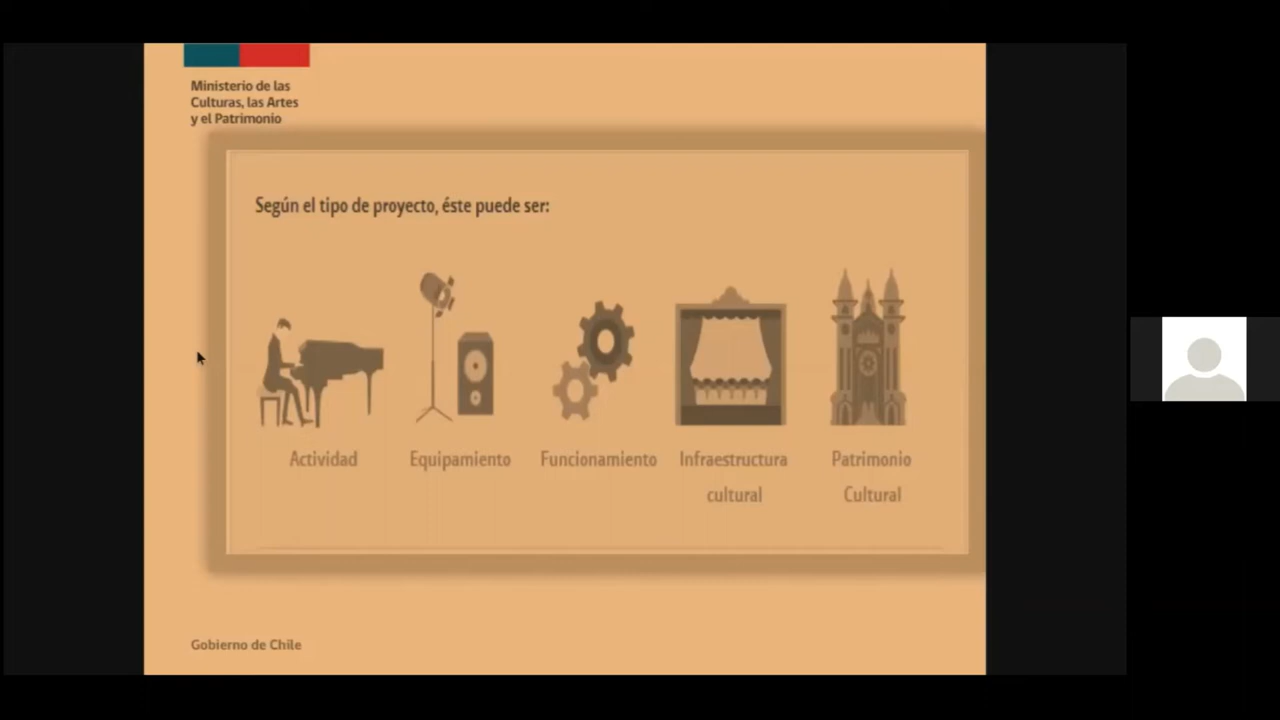 Ministerio de las
Culturas, las Artes
y el Patrimonio
Según el tipo de proyecto, éste puede ser:
Actividad
Equipamiento
Funcionamiento
Infraestructura
cultural
Patrimonio
Cultural
Gobierno de Chile